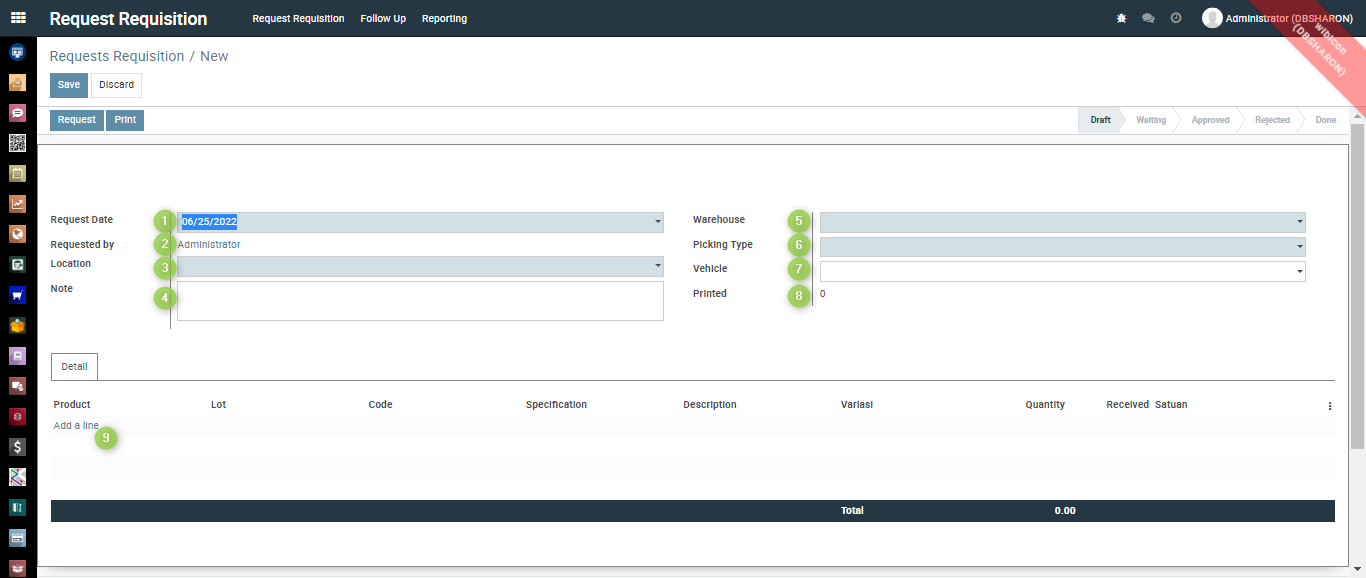 Request Requisition
Request Requisition Follow Up Reporting
Administrator (DBSHARON)
wibicon
(DBSHARON)
Requests Requisition / New
Save Discard
Request Print
Draft Waiting Approved Rejected Done
Request Date 1 06/25/2022
Requested by 2 Administrator
Location 3
Note 4
Warehouse 5
Picking Type 6
Vehicle 7
Printed 8 0
Detail
Product Lot Code Specification Description Variasi Quantity Received Satuan
Add a line
9
Total 0.00